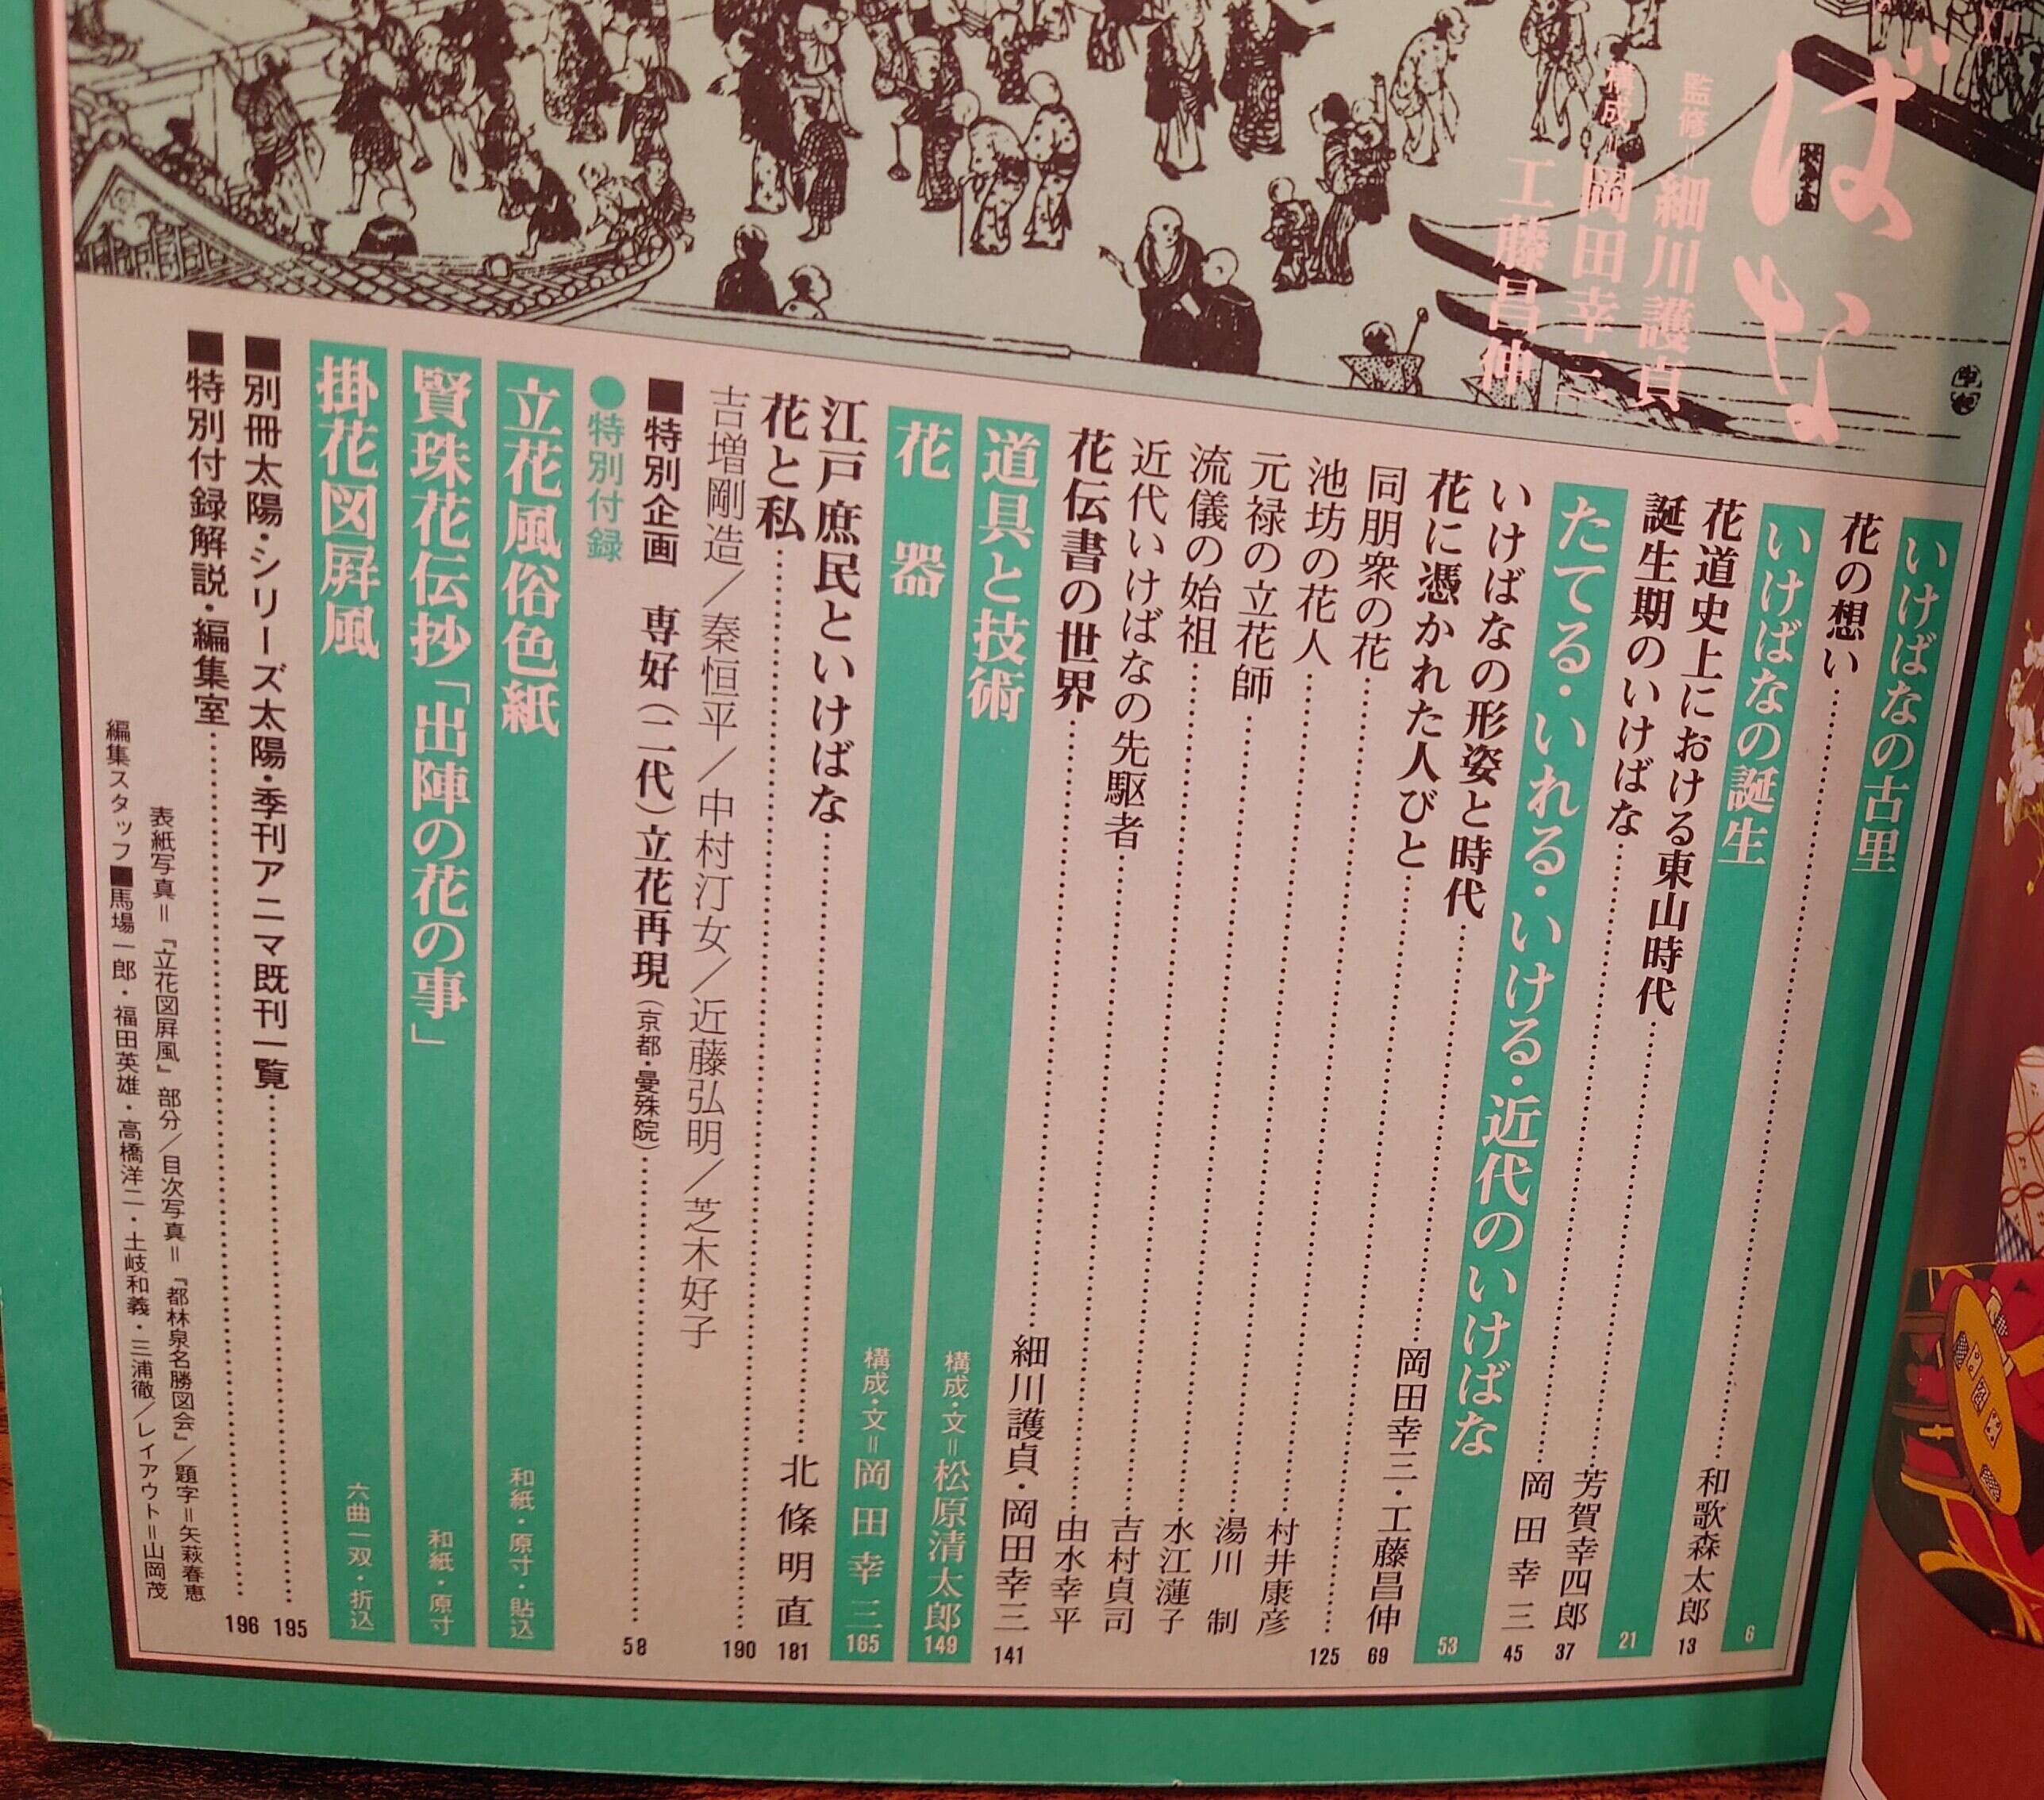 XII
ばな
監修=細川護貞
構成=岡田幸三
工藤昌伸
いけばなの古里 6
花の想い 和歌森太郎 13
いけばなの誕生 21
花道史上における東山時代 芳賀幸四郎 37
誕生期のいけばな 岡田幸三 45
たてる・いれる・いける・近代のいけばな 53
いけばなの形姿と時代 岡田幸三・工藤昌伸 69
花に憑かれた人びと 125
同朋衆の花 村井康彦
池坊の花人 湯川 制
元禄の立花師 水江漣子
流儀の始祖 吉村貞司
近代いけばなの先駆者 由水幸平
花伝書の世界 細川護貞・岡田幸三 141
道具と技術 構成・文=松原清太郎 149
花 器 構成・文=岡田幸三 165
江戸庶民といけばな 北條明直 181
花と私 190
吉増剛造/秦恒平/中村汀女/近藤弘明/芝木好子
■特別企画 専好(二代)立花再現(京都・曼殊院) 58
●特別付録
立花風俗色紙 和紙・原寸・貼込
賢珠花伝抄「出陣の花の事」 和紙・原寸
掛花図屛風 六曲一双・折込
■別冊太陽・シリーズ太陽・季刊アニマ既刊一覧 195
■特別付録解説・編集室 196
表紙写真=『立花図屛風』部分/目次写真=『都林泉名勝図会』/題字=矢萩春恵
編集スタッフ■馬場一郎・福田英雄・高橋洋二・土岐和義・三浦徹/レイアウト=山岡茂